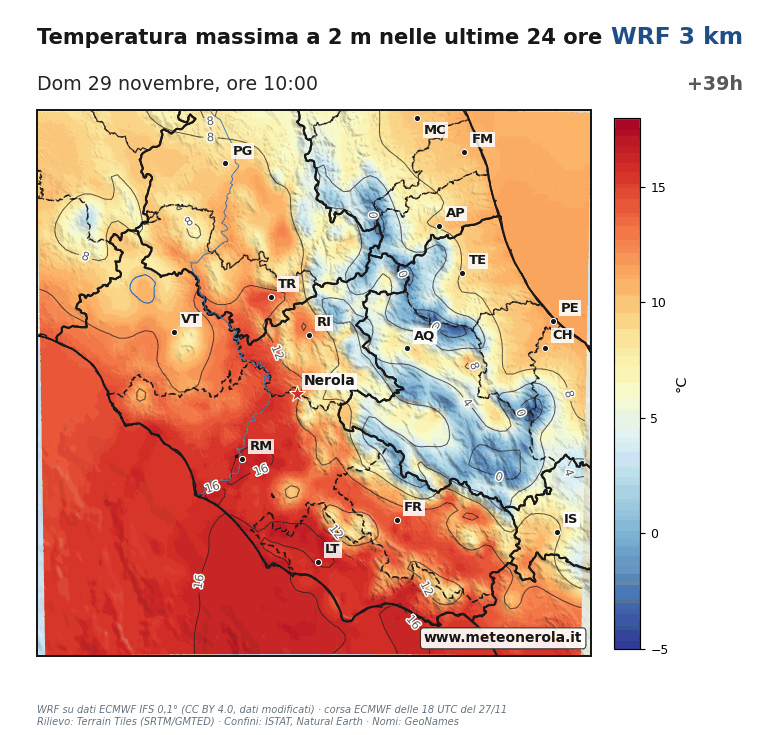 Temperatura massima a 2 m nelle ultime 24 ore WRF 3 km
Dom 29 novembre, ore 10:00 +39h
8
8
MC
FM
PG
0
8
AP
8
TE
0
TR
PE
VT
RI
0
AQ
CH
12
8
Nerola
4
8
0
RM
16
16
0
4
FR
12
IS
LT
16
12
16
www.meteonerola.it
15
10
5
0
−5
°C
WRF su dati ECMWF IFS 0,1° (CC BY 4.0, dati modificati) · corsa ECMWF delle 18 UTC del 27/11
Rilievo: Terrain Tiles (SRTM/GMTED) · Confini: ISTAT, Natural Earth · Nomi: GeoNames